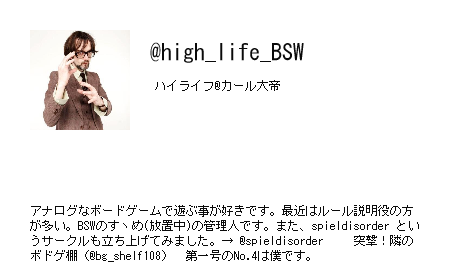 @high_life_BSW
ハイライフ@カール大帝
アナログなボードゲームで遊ぶ事が好きです。最近はルール説明役の方
が多い。BSWのすゝめ(放置中)の管理人です。また、spieldisorder とい
うサークルも立ち上げてみました。→ @spieldisorder　　突撃！隣の
ボドゲ棚（@bg_shelf108）　第一号のNo.4は僕です。